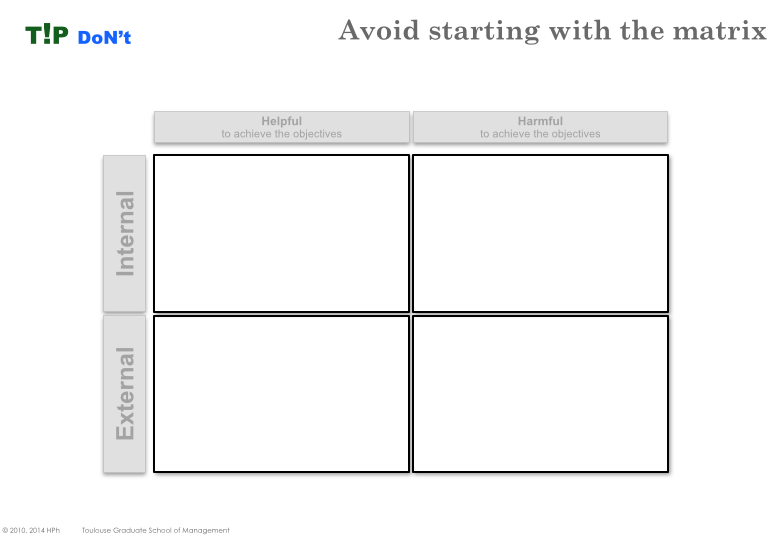 T!P DoN't
Avoid starting with the matrix
Helpful
to achieve the objectives
Harmful
to achieve the objectives
Internal
External
© 2010, 2014 HPh Toulouse Graduate School of Management